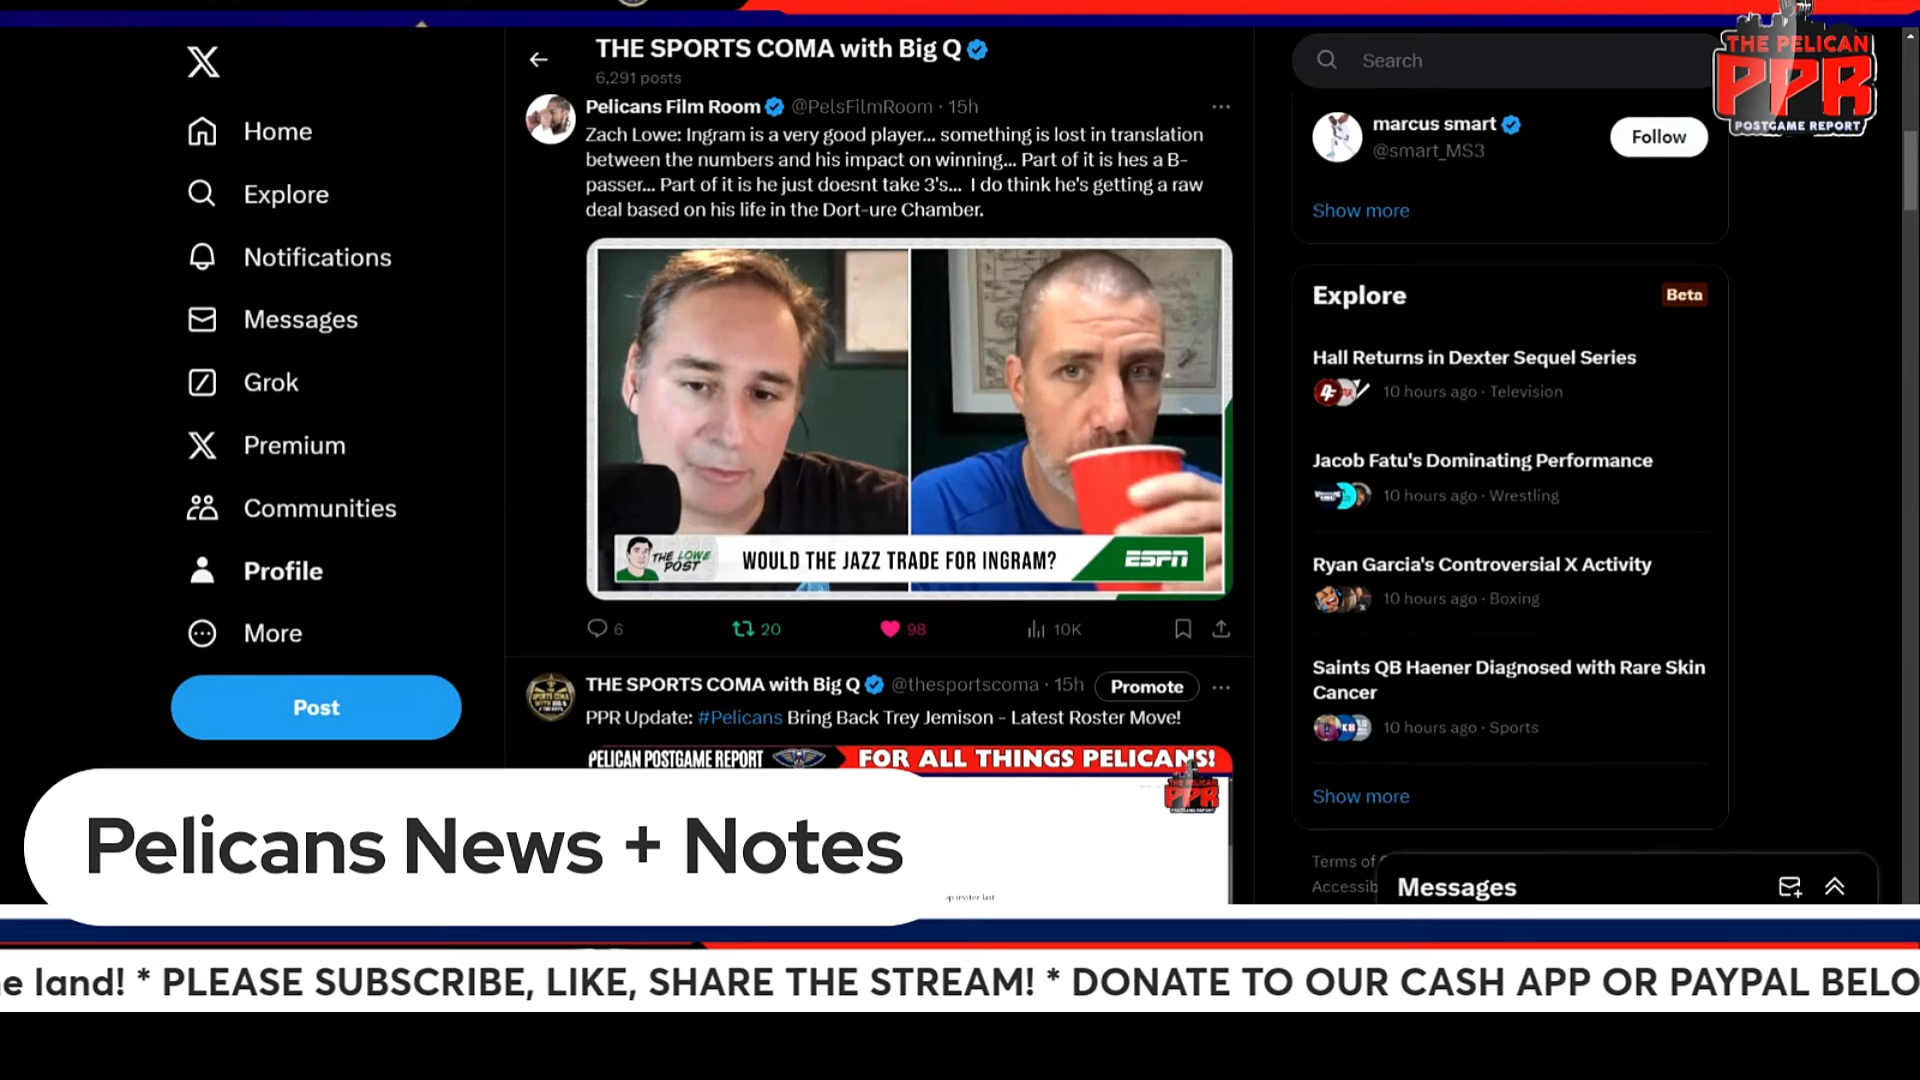 THE SPORTS COMA with Big Q
6,291 posts
Search
THE PELICAN
PPR
POSTGAME REPORT
Home
Explore
Notifications
Messages
Grok
Premium
Communities
Profile
More
Post
Pelicans Film Room @PelsFilmRoom · 15h
Zach Lowe: Ingram is a very good player... something is lost in translation
between the numbers and his impact on winning... Part of it is hes a B-
passer... Part of it is he just doesnt take 3's... I do think he's getting a raw
deal based on his life in the Dort-ure Chamber.
THE LOWE
POST
WOULD THE JAZZ TRADE FOR INGRAM?
ESPN
6
20
98
10K
THE SPORTS COMA with Big Q @thesportscoma · 15h
Promote
PPR Update: #Pelicans Bring Back Trey Jemison - Latest Roster Move!
PELICAN POSTGAME REPORT
FOR ALL THINGS PELICANS!
PPR
marcus smart
@smart_MS3
Follow
Show more
Explore
Beta
Hall Returns in Dexter Sequel Series
10 hours ago · Television
Jacob Fatu's Dominating Performance
10 hours ago · Wrestling
Ryan Garcia's Controversial X Activity
10 hours ago · Boxing
Saints QB Haener Diagnosed with Rare Skin
Cancer
10 hours ago · Sports
Show more
Terms of
Accessib
Messages
Pelicans News + Notes
e land! * PLEASE SUBSCRIBE, LIKE, SHARE THE STREAM! * DONATE TO OUR CASH APP OR PAYPAL BELO